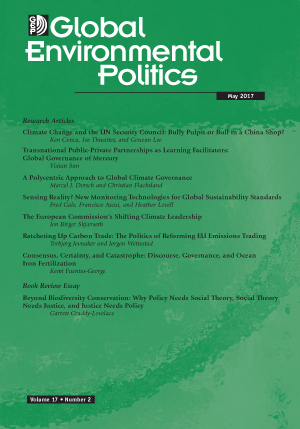 GEP
Global
Environmental
Politics
May 2017
Research Articles
Climate Change and the UN Security Council: Bully Pulpit or Bull in a China Shop?
Ken Conca, Joe Thwaites, and Goueun Lee
Transnational Public-Private Partnerships as Learning Facilitators:
Global Governance of Mercury
Yixian Sun
A Polycentric Approach to Global Climate Governance
Marcel J. Dorsch and Christian Flachsland
Sensing Reality? New Monitoring Technologies for Global Sustainability Standards
Fred Gale, Francisco Ascui, and Heather Lovell
The European Commission's Shifting Climate Leadership
Jon Birger Skjærseth
Ratcheting Up Carbon Trade: The Politics of Reforming EU Emissions Trading
Torbjørg Jevnaker and Jørgen Wettestad
Consensus, Certainty, and Catastrophe: Discourse, Governance, and Ocean
Iron Fertilization
Kemi Fuentes-George
Book Review Essay
Beyond Biodiversity Conservation: Why Policy Needs Social Theory, Social Theory
Needs Justice, and Justice Needs Policy
Garrett Graddy-Lovelace
Volume 17 • Number 2